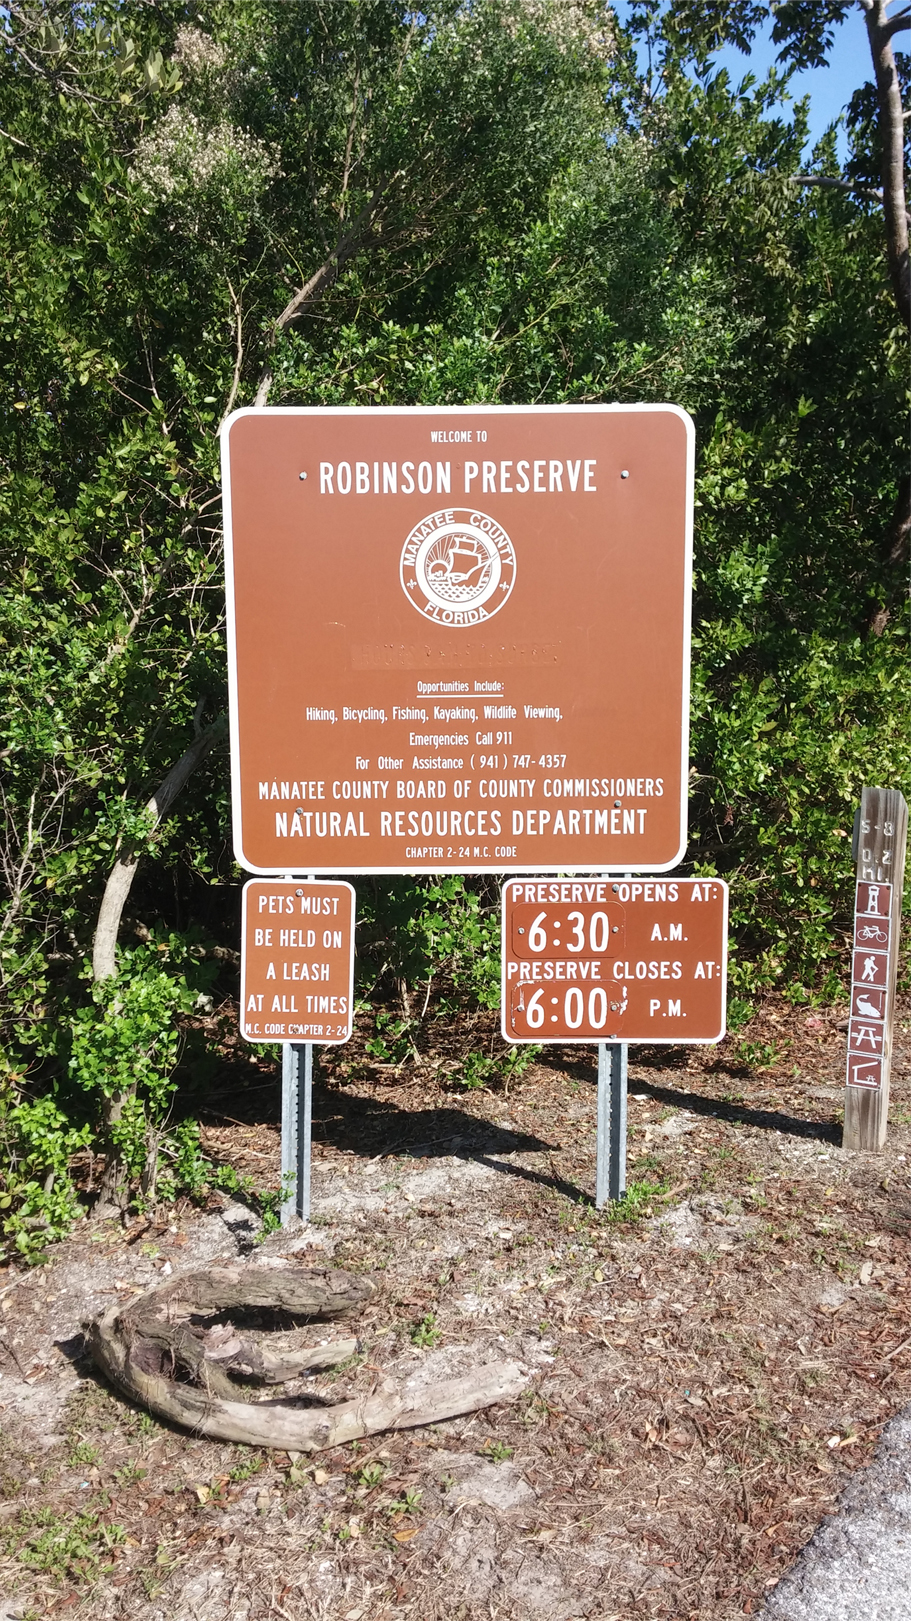 WELCOME TO
ROBINSON PRESERVE
MANATEE COUNTY
FLORIDA
Opportunities Include:
Hiking, Bicycling, Fishing, Kayaking, Wildlife Viewing,
Emergencies Call 911
For Other Assistance (941) 747-4357
MANATEE COUNTY BOARD OF COUNTY COMMISSIONERS
NATURAL RESOURCES DEPARTMENT
CHAPTER 2-24 M.C. CODE
PETS MUST
BE HELD ON
A LEASH
AT ALL TIMES
M.C. CODE CHAPTER 2-24
PRESERVE OPENS AT:
6:30 A.M.
PRESERVE CLOSES AT:
6:00 P.M.
0.2
MI.